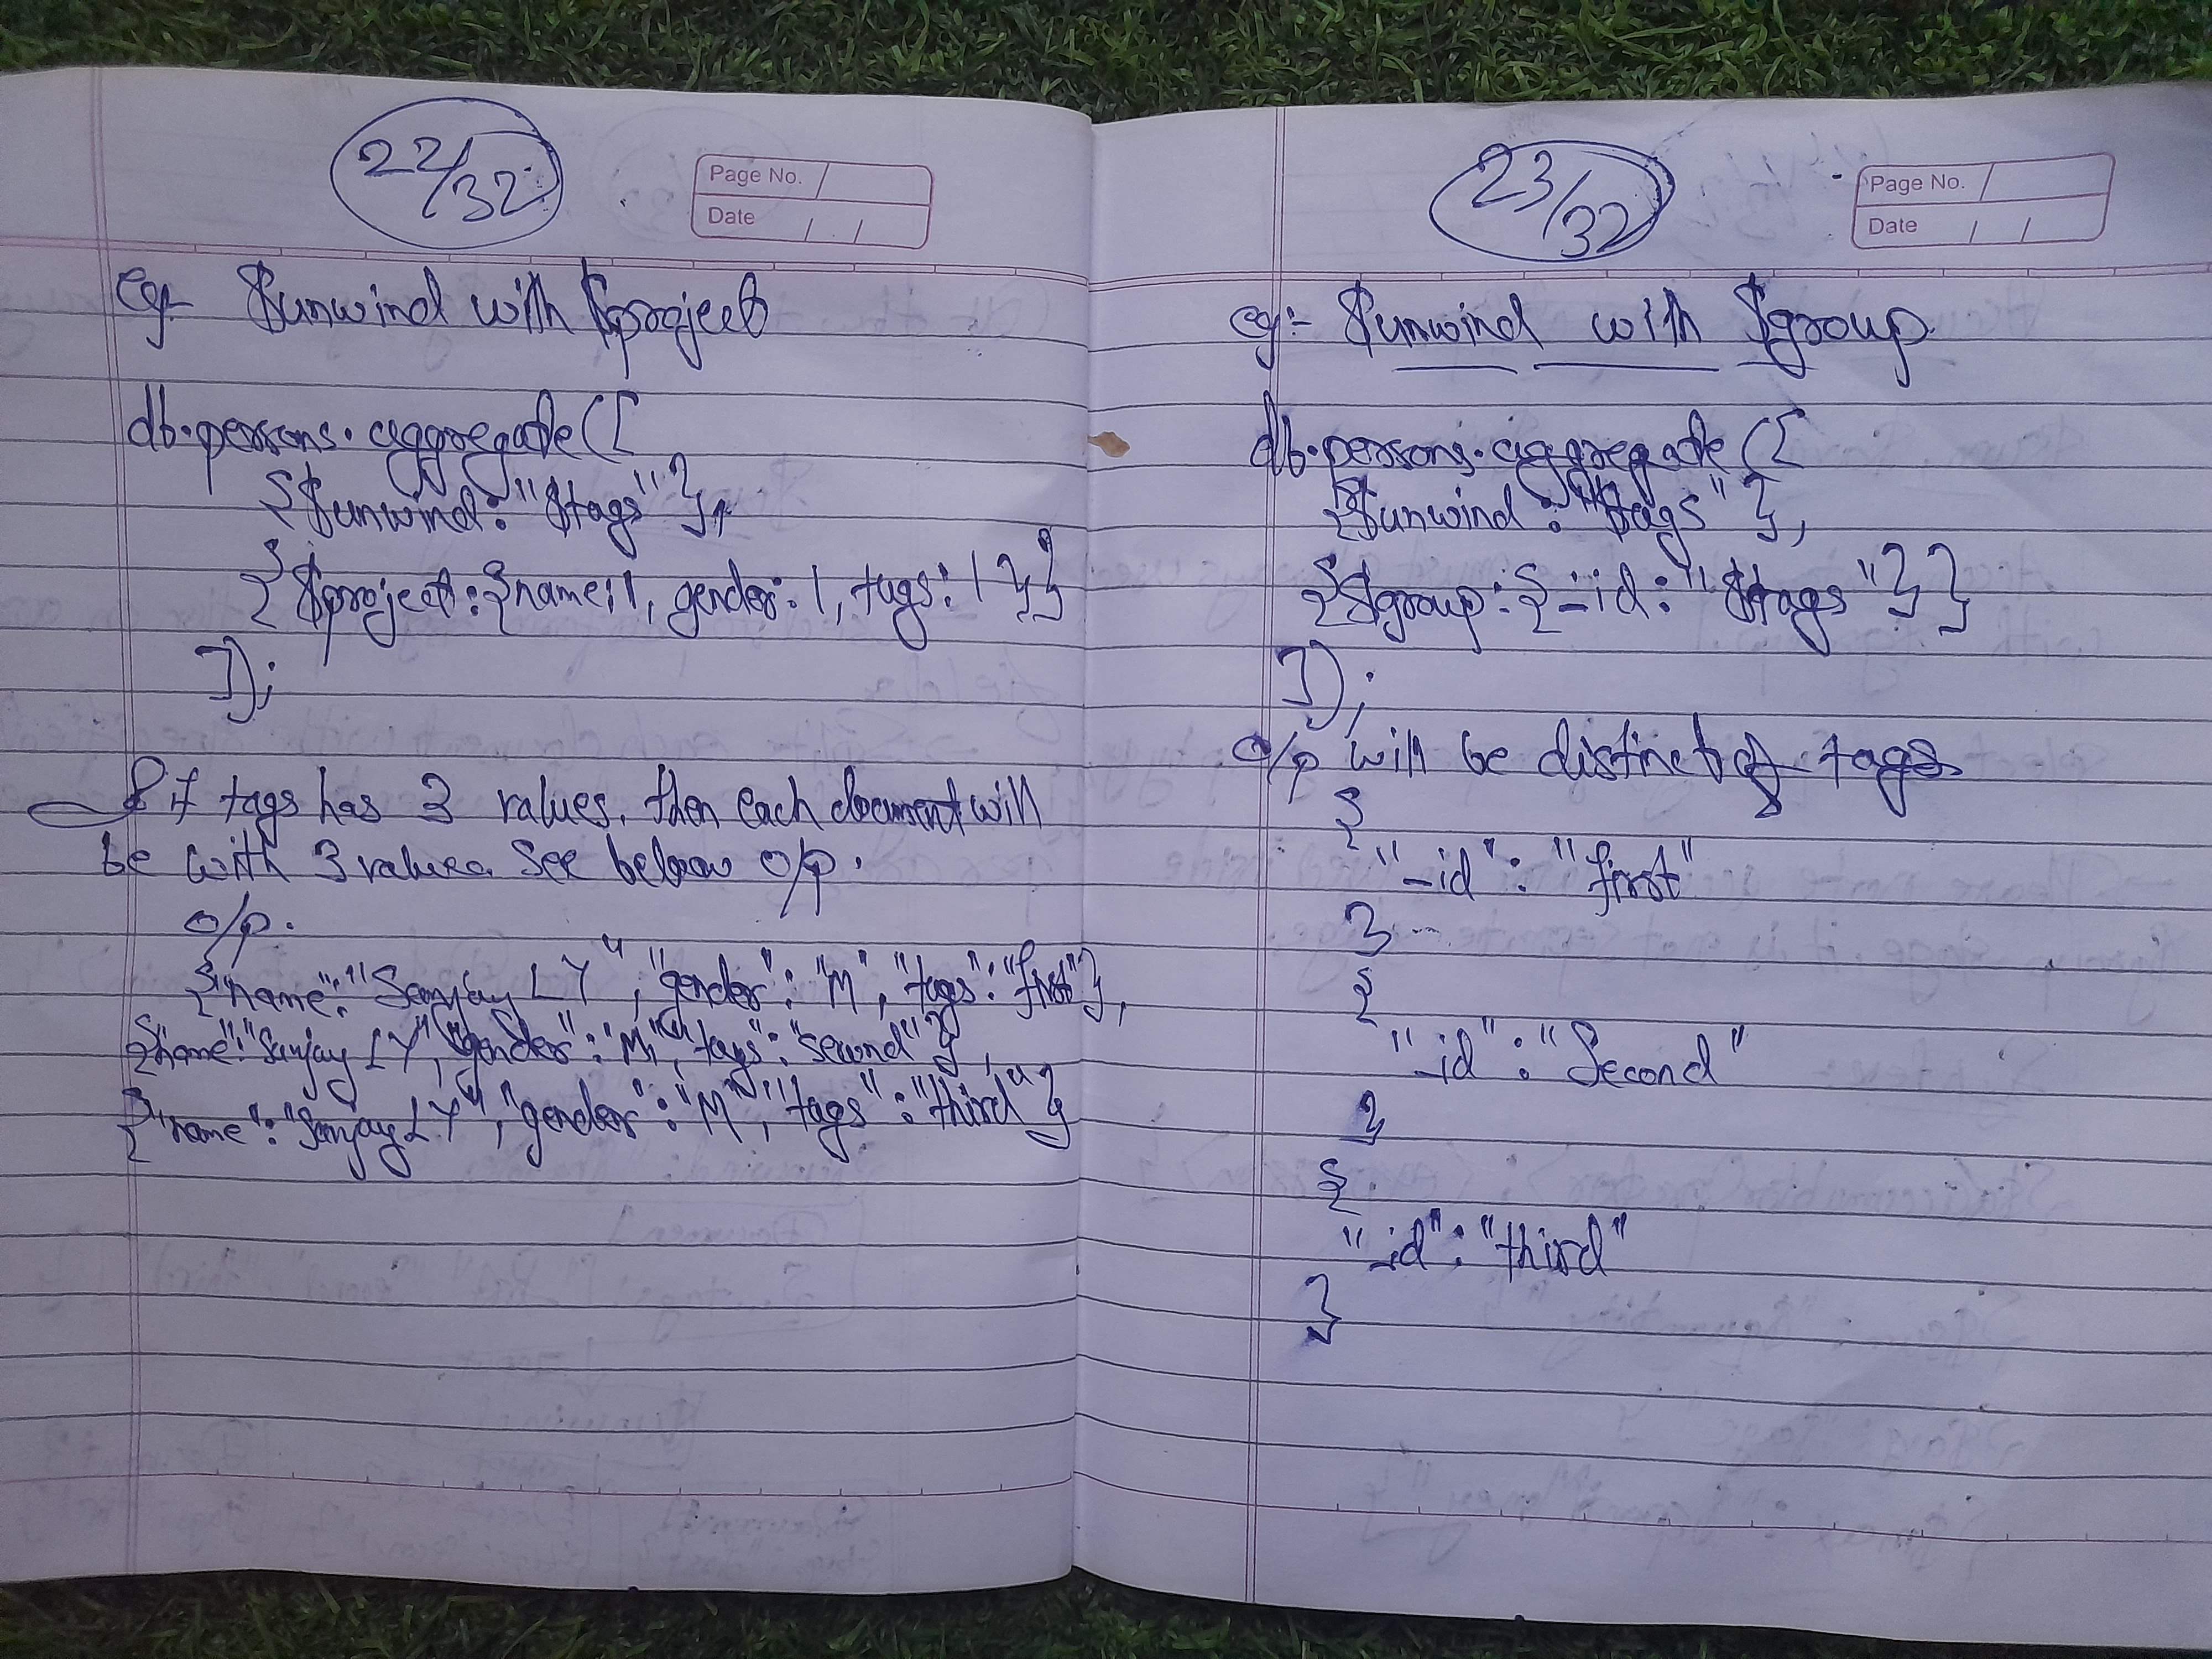 22/32
Page No.
Date / /
Eg:- $unwind with $project
db.persons.aggregate([
{$unwind: "$tags"},
{$project:{name:1, gender:1, tags:1}}
]);
If tags has 3 values, then each document will
be with 3 values. See below o/p.
o/p.
{"name": "Sanjay LY", "gender": "M", "tags": "first"},
{"name": "Sanjay LY", "gender": "M", "tags": "second"},
{"name": "Sanjay LY", "gender": "M", "tags": "third"}
23/32
Page No.
Date / /
eg:- $unwind with $group
db.persons.aggregate([
{$unwind: "$tags"},
{$group:{_id: "$tags"}}
]);
o/p will be distinct of tags
{
"_id": "first"
}
{
"_id": "Second"
}
{
"_id": "third"
}